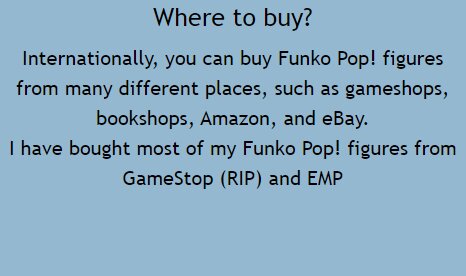 Where to buy?
Internationally, you can buy Funko Pop! figures
from many different places, such as gameshops,
bookshops, Amazon, and eBay.
I have bought most of my Funko Pop! figures from
GameStop (RIP) and EMP